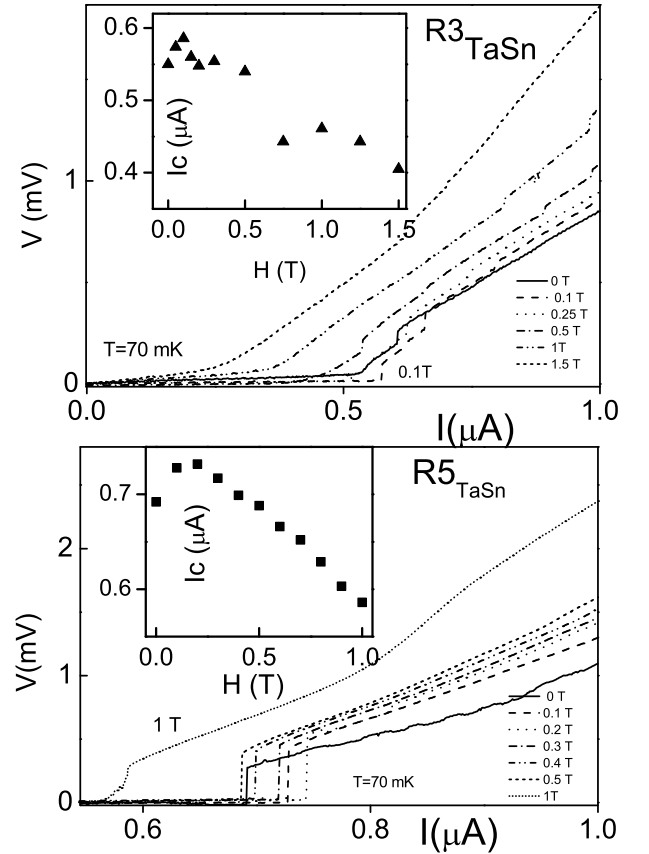 R3TaSn
0.6
0.5
0.4
Ic (μA)
0.0 0.5 1.0 1.5
H (T)
V (mV)
1
0
T=70 mK
0.1T
0 T
0.1 T
0.25 T
0.5 T
1T
1.5 T
0.0 0.5 1.0
I(μA)
R5TaSn
0.7
0.6
Ic (μA)
0.0 0.5 1.0
H (T)
V(mV)
2
1
0
1 T
T=70 mK
0 T
0.1 T
0.2 T
0.3 T
0.4 T
0.5 T
1T
0.6 0.8 1.0
I(μA)